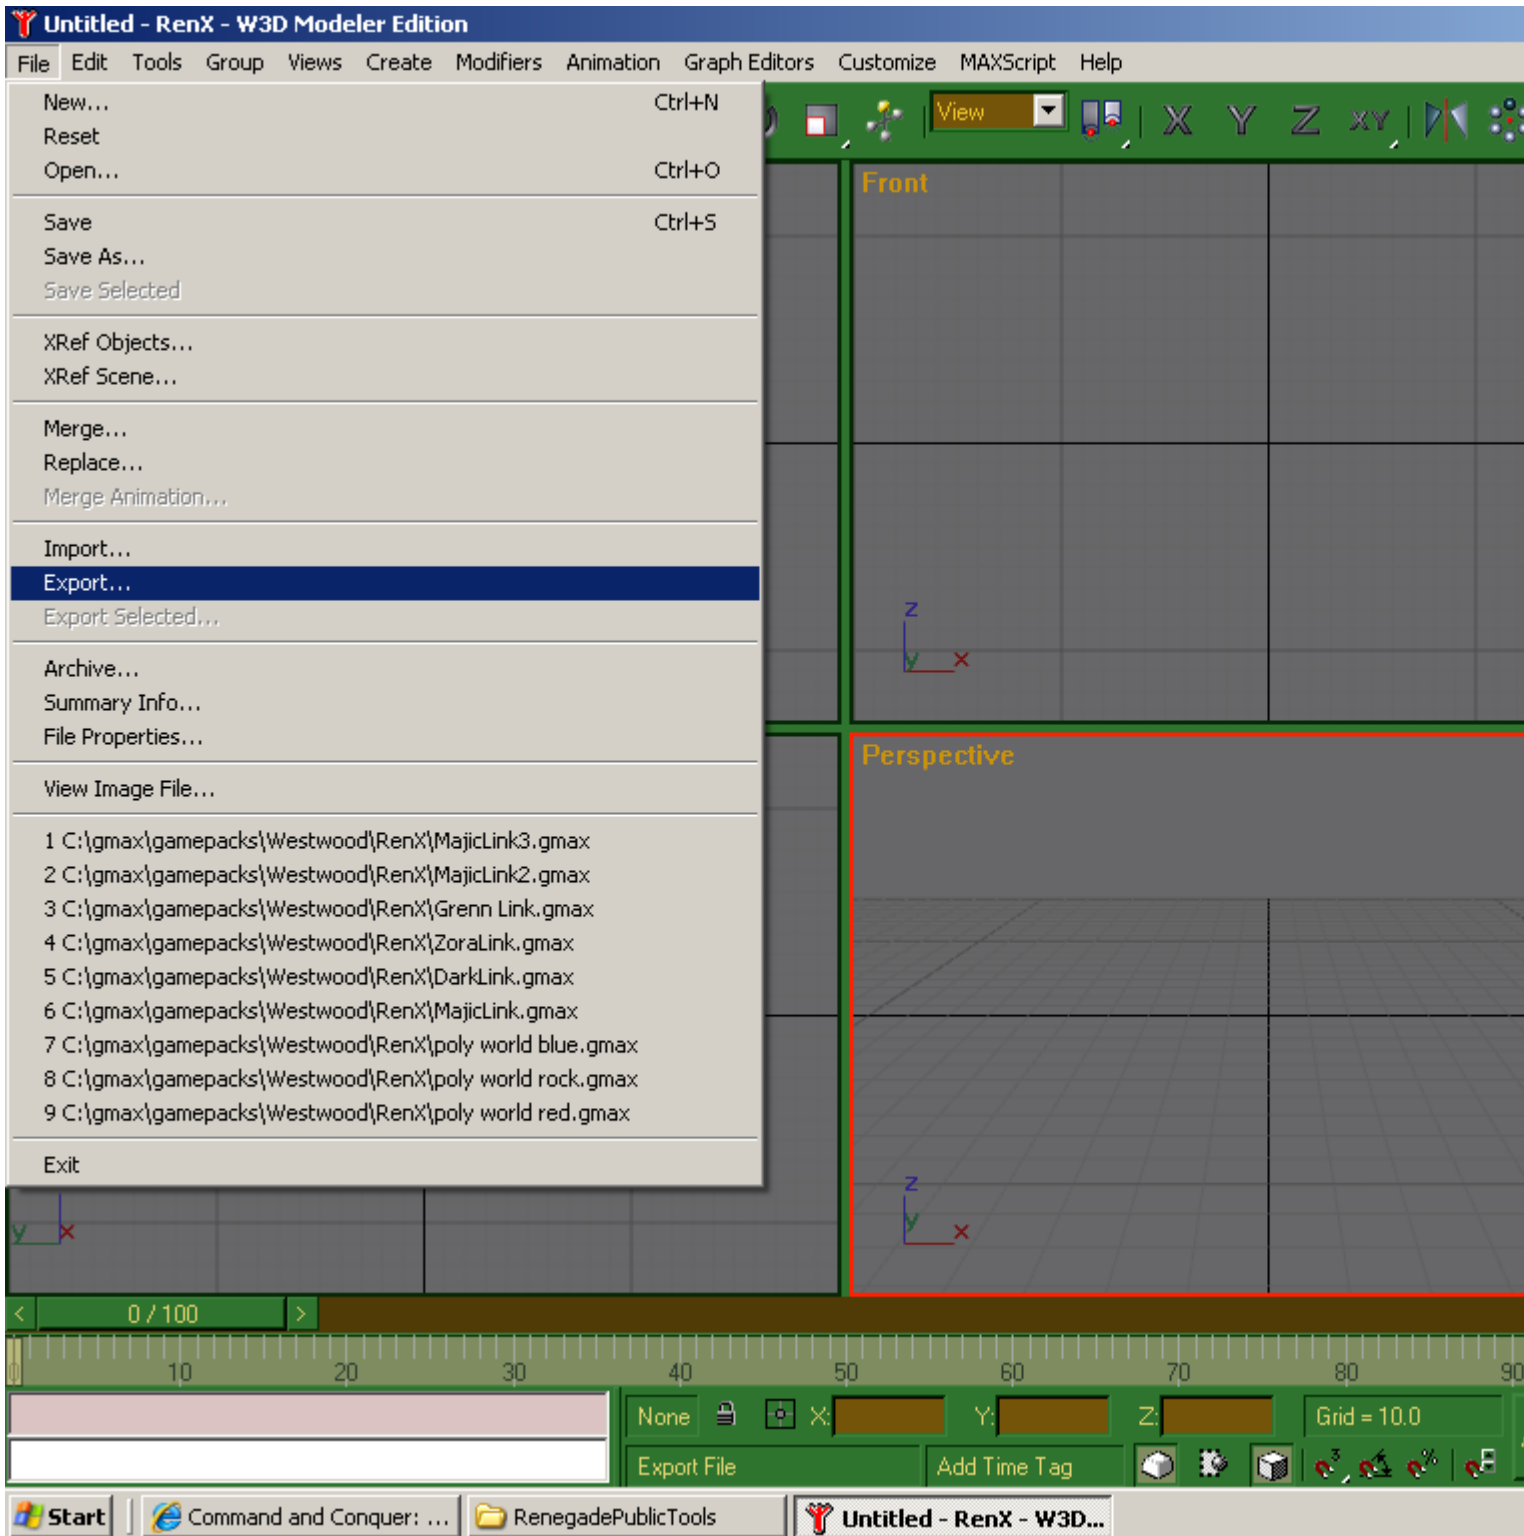 Untitled - RenX - W3D Modeler Edition
File Edit Tools Group Views Create Modifiers Animation Graph Editors Customize MAXScript Help
New... Ctrl+N
Reset
Open... Ctrl+O
Save Ctrl+S
Save As...
Save Selected
XRef Objects...
XRef Scene...
Merge...
Replace...
Merge Animation...
Import...
Export...
Export Selected...
Archive...
Summary Info...
File Properties...
View Image File...
1 C:\gmax\gamepacks\Westwood\RenX\MajicLink3.gmax
2 C:\gmax\gamepacks\Westwood\RenX\MajicLink2.gmax
3 C:\gmax\gamepacks\Westwood\RenX\Grenn Link.gmax
4 C:\gmax\gamepacks\Westwood\RenX\ZoraLink.gmax
5 C:\gmax\gamepacks\Westwood\RenX\DarkLink.gmax
6 C:\gmax\gamepacks\Westwood\RenX\MajicLink.gmax
7 C:\gmax\gamepacks\Westwood\RenX\poly world blue.gmax
8 C:\gmax\gamepacks\Westwood\RenX\poly world rock.gmax
9 C:\gmax\gamepacks\Westwood\RenX\poly world red.gmax
Exit
View X Y Z XY
Front
z
y x
Perspective
z
y x
y x
< 0 / 100 >
10 20 30 40 50 60 70 80 90
None X: Y: Z: Grid = 10.0
Export File Add Time Tag 3 %
Start Command and Conquer: ... RenegadePublicTools Untitled - RenX - W3D...